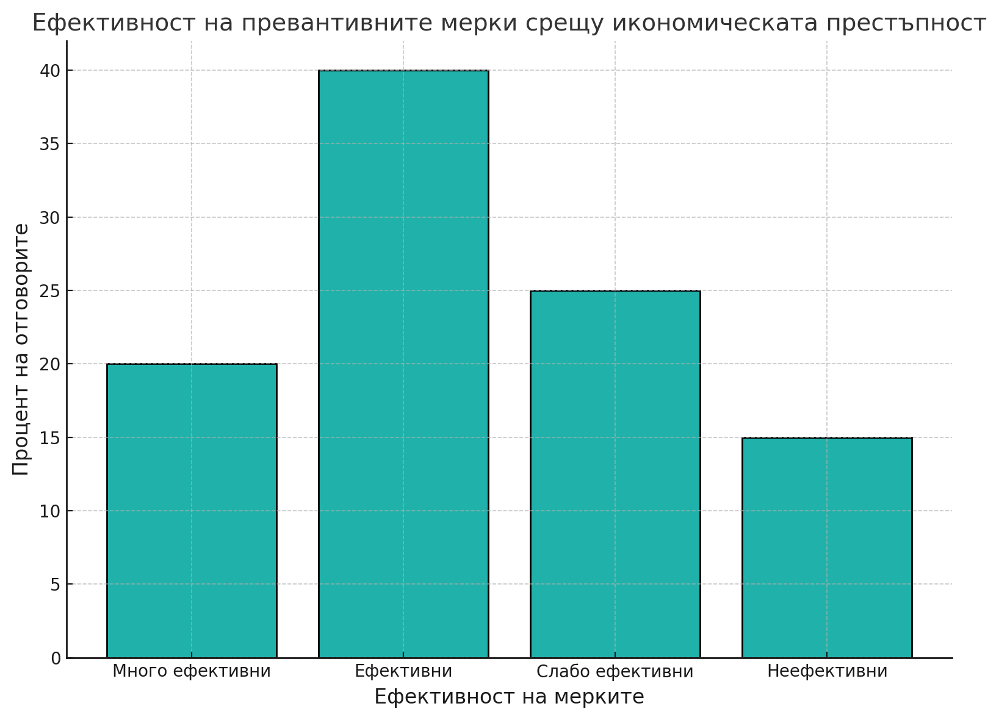 Ефективност на превантивните мерки срещу икономическата престъпност
Процент на отговорите
40
35
30
25
20
15
10
5
0
Много ефективни
Ефективни
Слабо ефективни
Неефективни
Ефективност на мерките